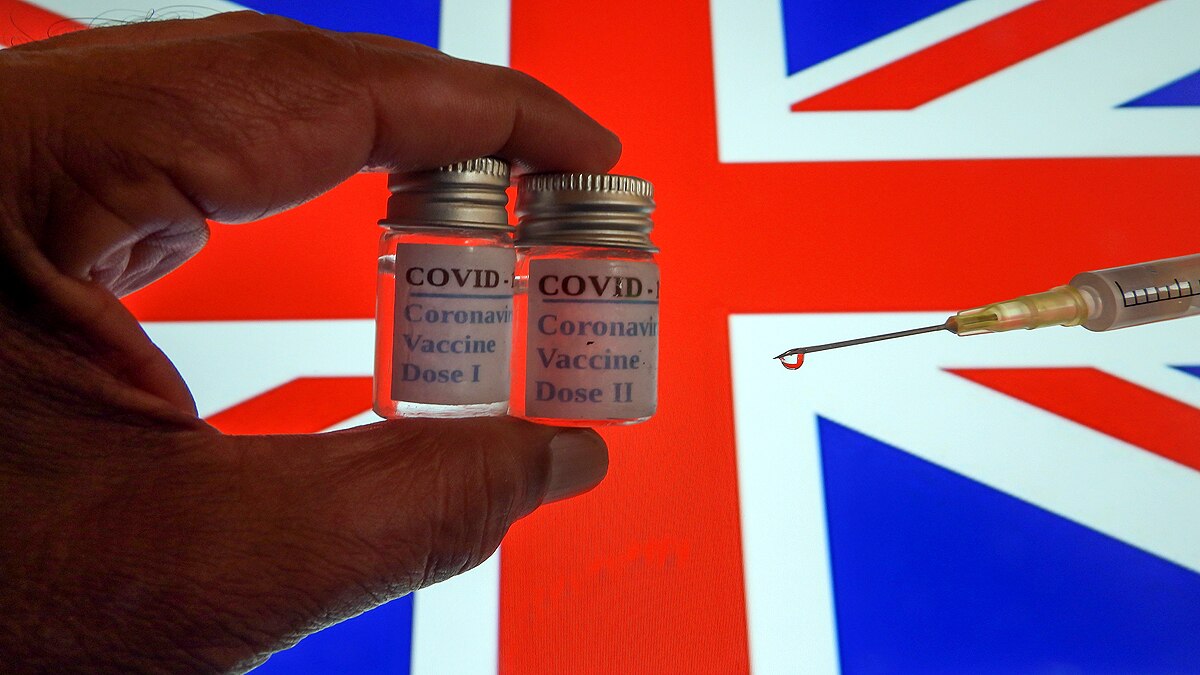 COVID-
Coronavi
Vaccine
Dose I
COVID-
Coronavir
Vaccine
Dose II